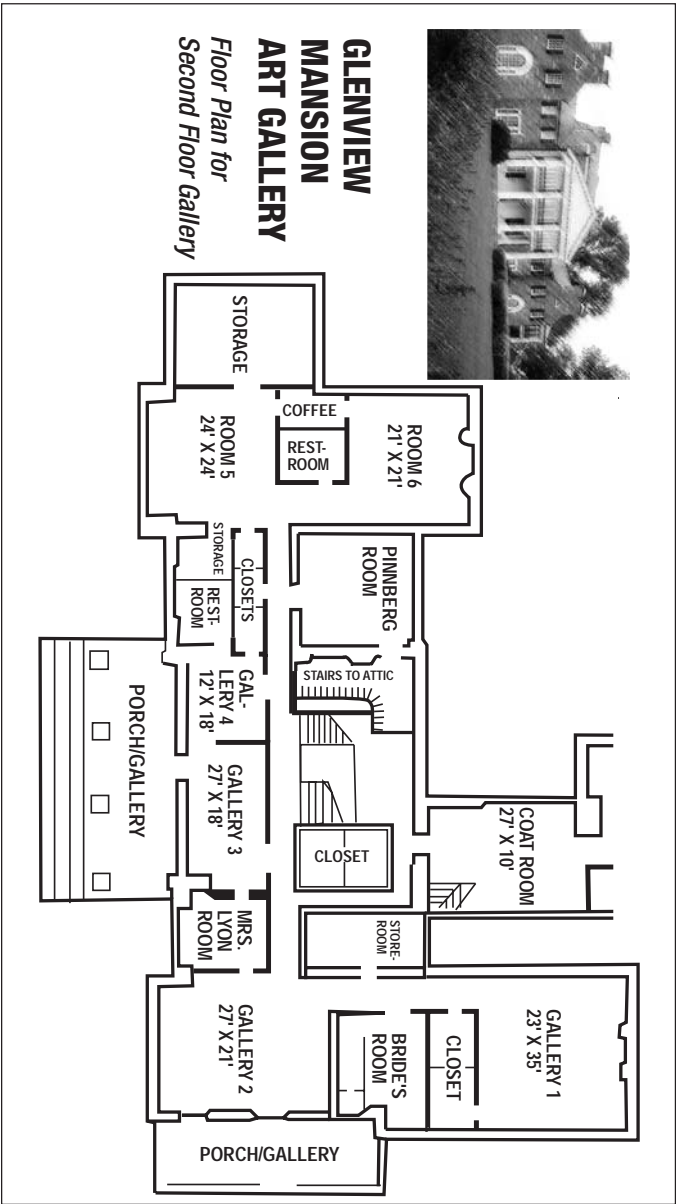 GLENVIEW
MANSION
ART GALLERY
Floor Plan for
Second Floor Gallery
STORAGE
COFFEE
REST-
ROOM
ROOM 5
24' X 24'
ROOM 6
21' X 21'
STORAGE
CLOSETS
REST-
ROOM
PINNBERG
ROOM
STAIRS TO ATTIC
GAL-
LERY 4
12' X 18'
PORCH/GALLERY
GALLERY 3
27' X 18'
CLOSET
COAT ROOM
27' X 10'
MRS.
LYON
ROOM
STORE-
ROOM
GALLERY 2
27' X 21'
BRIDE'S
ROOM
CLOSET
GALLERY 1
23' X 35'
PORCH/GALLERY